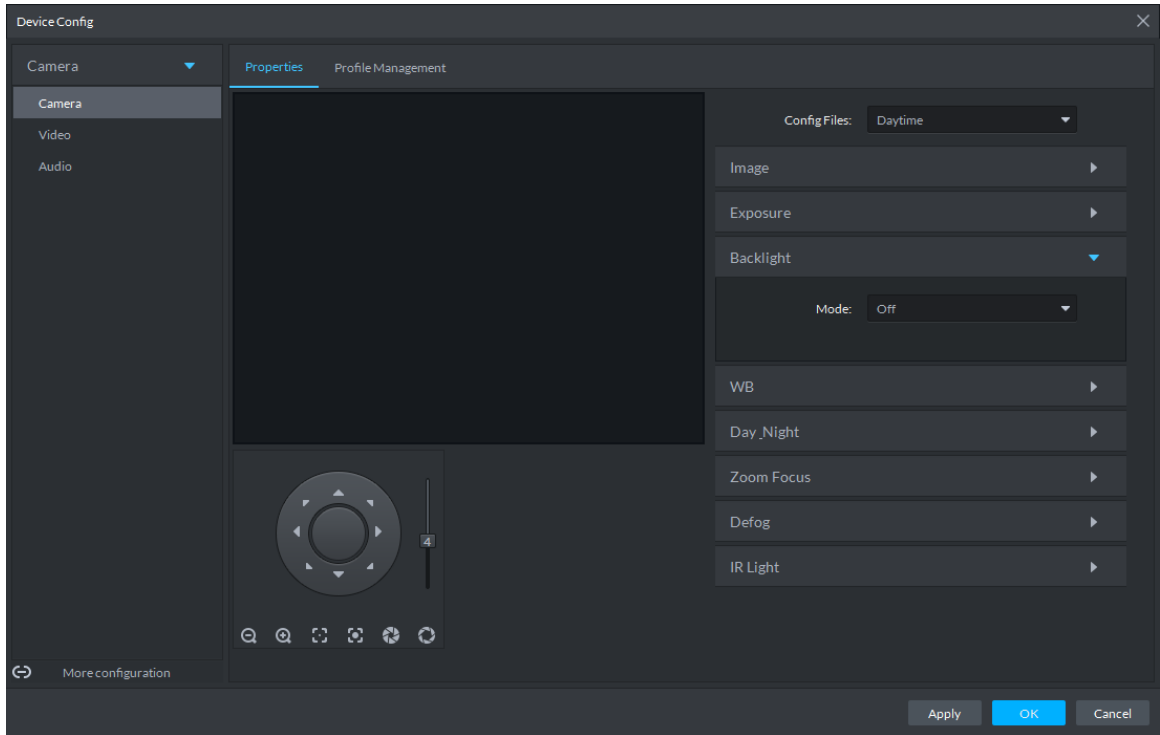 Device Config
Camera
Properties
Profile Management
Camera
Video
Audio
Config Files: Daytime
Image
Exposure
Backlight
Mode: Off
WB
Day_Night
Zoom Focus
Defog
IR Light
4
More configuration
Apply
OK
Cancel